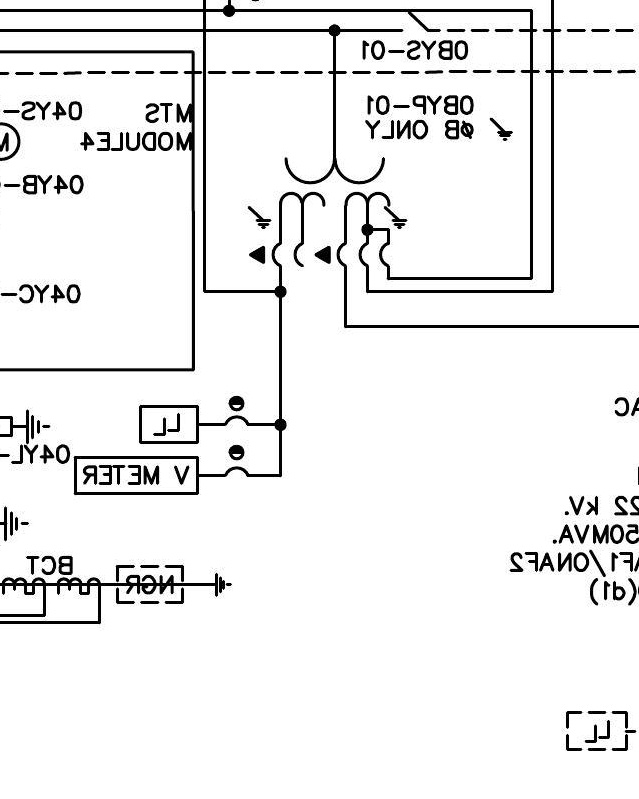 0BYS-01
04YS-
MTS
MODULE4
M
0BYP-01
ØB ONLY
04YB-
04YC-
AC
LL
04YL-
V METER
22 kV.
50MVA.
AF1/ONAF2
(d1)
BCT
NGR
LL